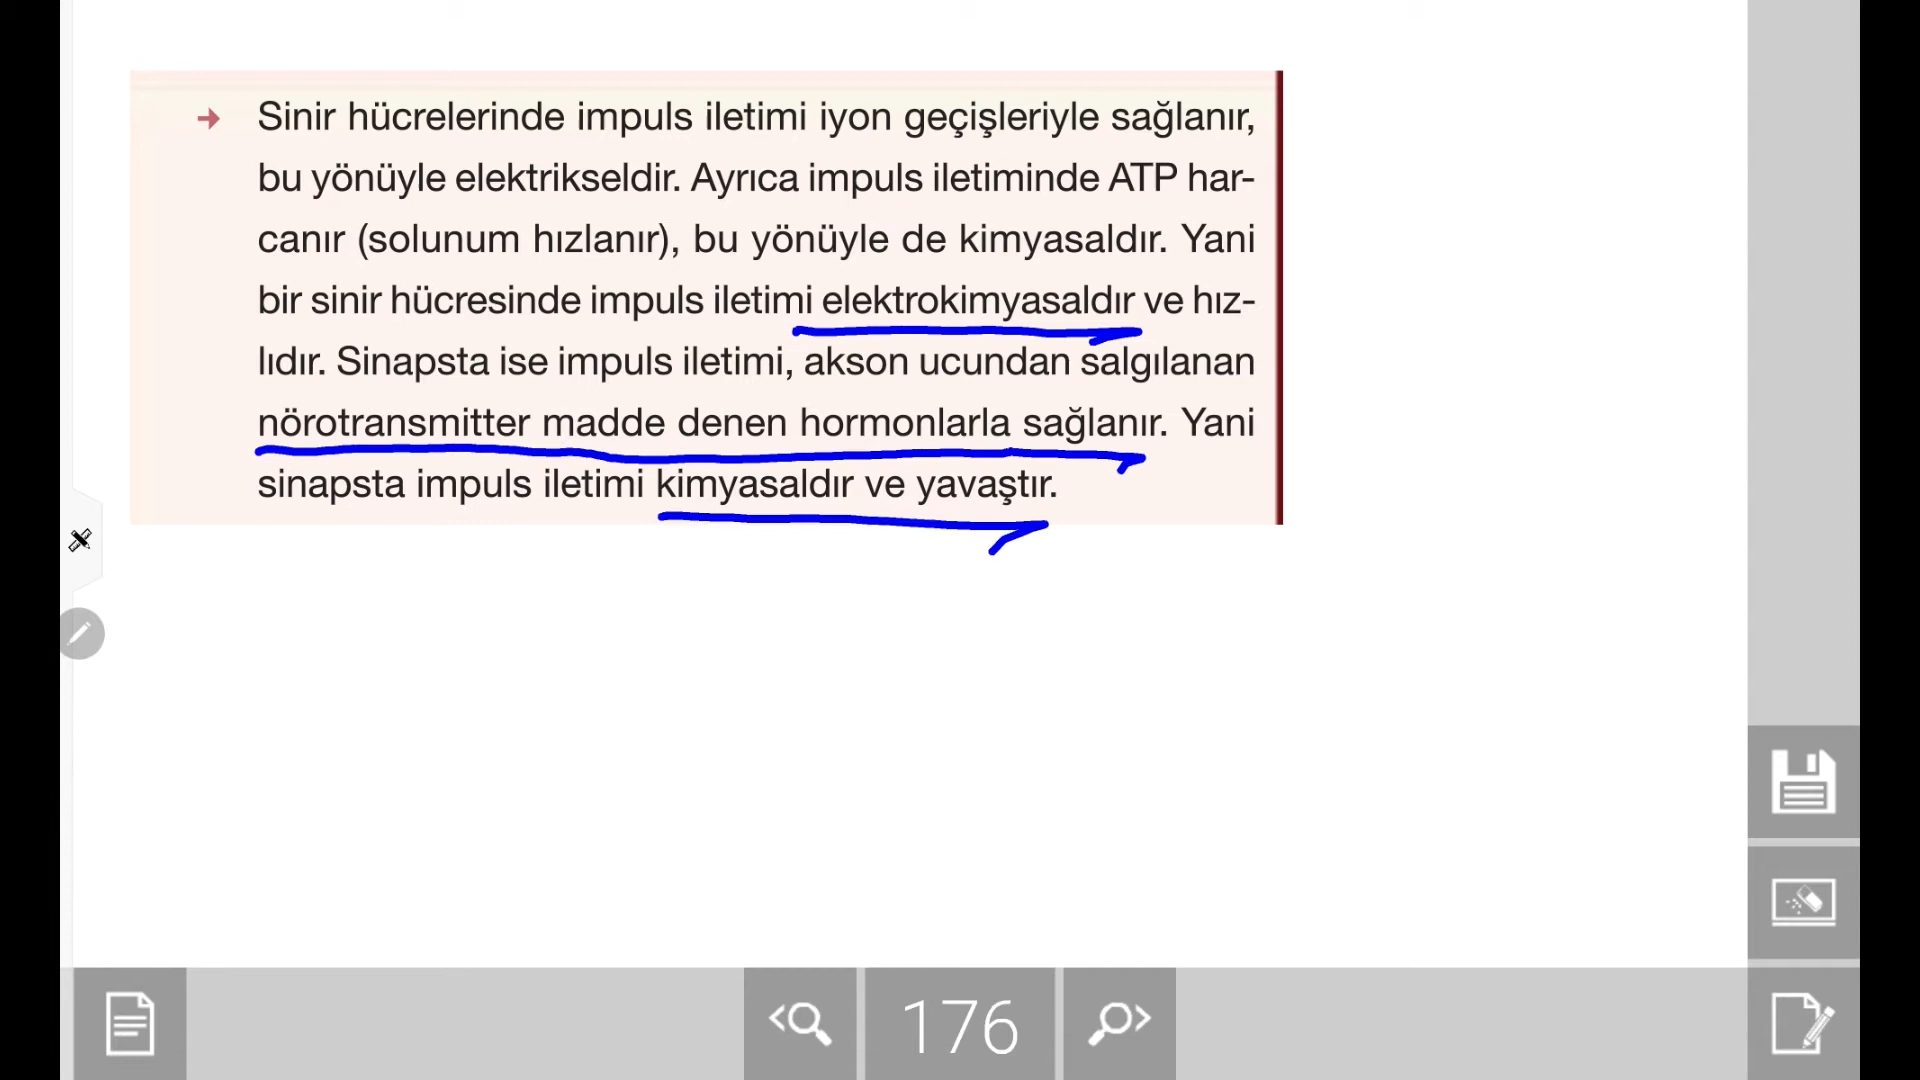 Sinir hücrelerinde impuls iletimi iyon geçişleriyle sağlanır,
bu yönüyle elektrikseldir. Ayrıca impuls iletiminde ATP har-
canır (solunum hızlanır), bu yönüyle de kimyasaldır. Yani
bir sinir hücresinde impuls iletimi elektrokimyasaldır ve hız-
lıdır. Sinapsta ise impuls iletimi, akson ucundan salgılanan
nörotransmitter madde denen hormonlarla sağlanır. Yani
sinapsta impuls iletimi kimyasaldır ve yavaştır.
176